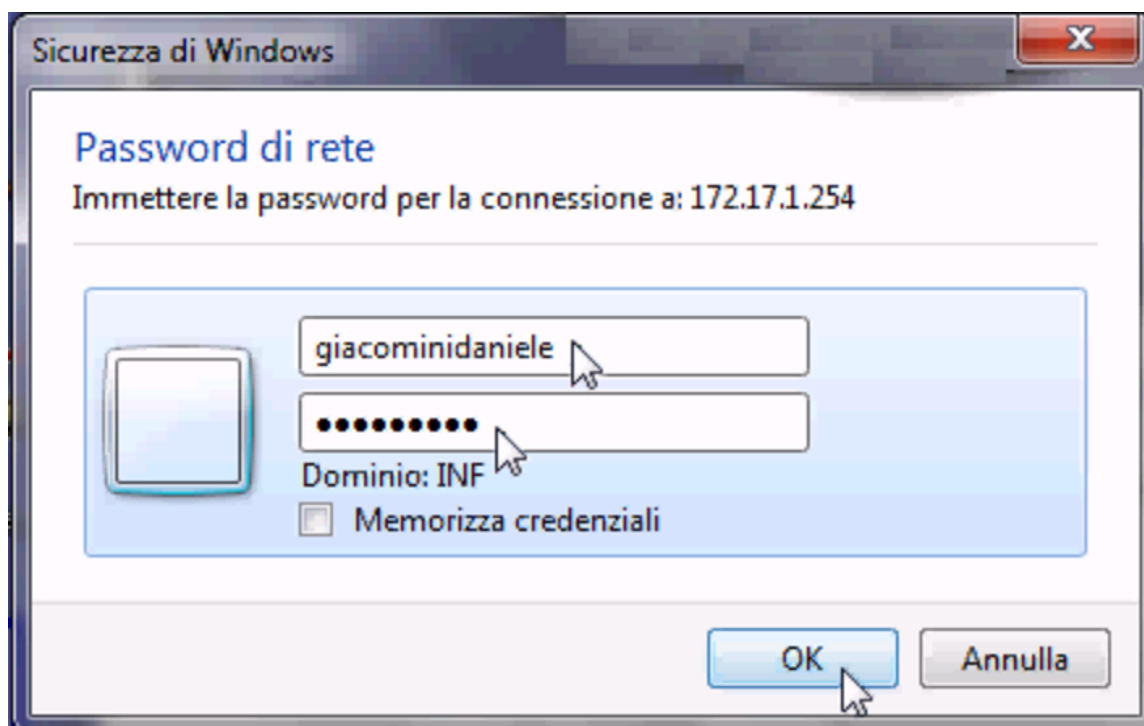 Sicurezza di Windows
Password di rete
Immettere la password per la connessione a: 172.17.1.254
giacominidaniele
●●●●●●●●●
Dominio: INF
Memorizza credenziali
OK
Annulla